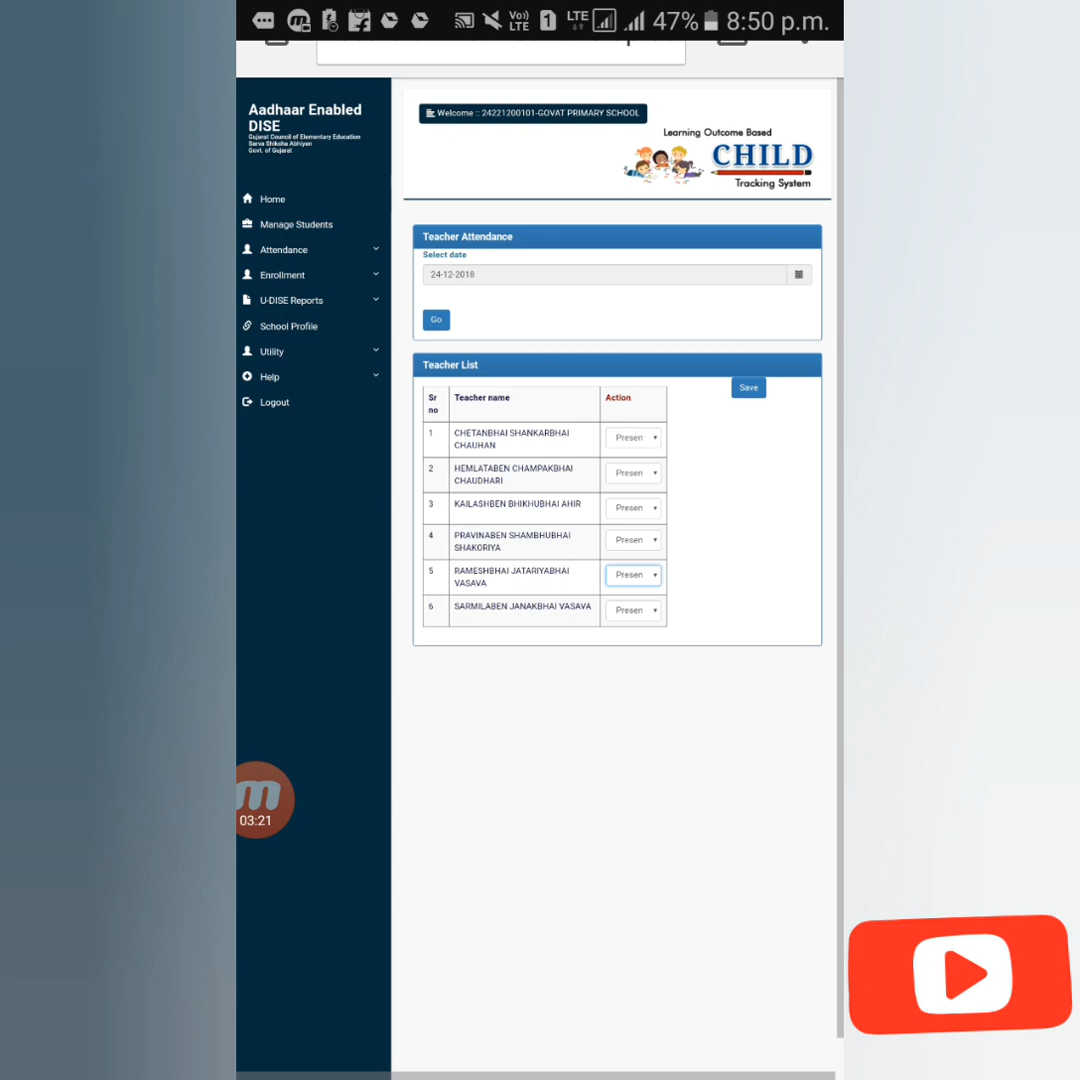 Vo))
LTE
1
LTE
47%
8:50 p.m.
Aadhaar Enabled
DISE
Gujarat Council of Elementary Education
Sarva Shiksha Abhiyan
Govt. of Gujarat
Welcome :: 24221200101-GOVAT PRIMARY SCHOOL
Learning Outcome Based
CHILD
Tracking System
Home
Manage Students
Attendance
Enrollment
U-DISE Reports
School Profile
Utility
Help
Logout
Teacher Attendance
Select date
24-12-2018
Go
Teacher List
Save
Sr no Teacher name Action
1 CHETANBHAI SHANKARBHAI CHAUHAN Presen
2 HEMLATABEN CHAMPAKBHAI CHAUDHARI Presen
3 KAILASHBEN BHIKHUBHAI AHIR Presen
4 PRAVINABEN SHAMBHUBHAI SHAKORIYA Presen
5 RAMESHBHAI JATARIYABHAI VASAVA Presen
6 SARMILABEN JANAKBHAI VASAVA Presen
m
03:21